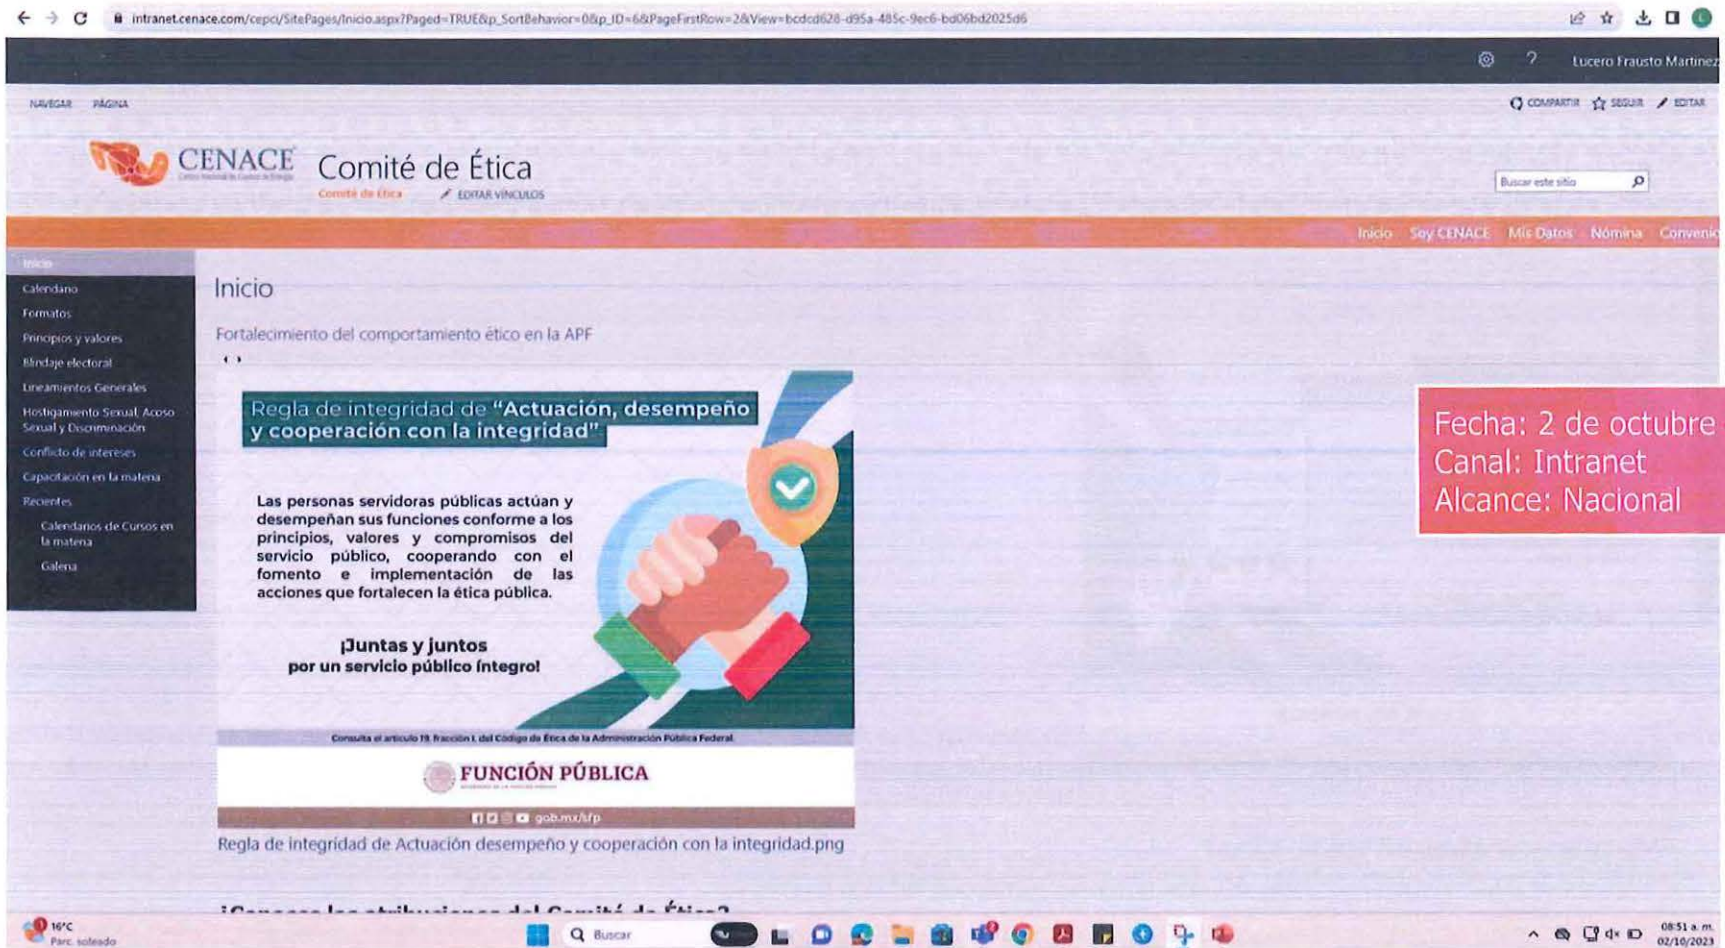 intranet.cenace.com/cepci/SitePages/Inicio.aspx?Paged=TRUE&p_SortBehavior=0&p_ID=6&PageFirstRow=2&View=bcdcd628-d95a-485c-9ec6-bd06bd2025d6
? Lucero Frausto Martinez
NAVEGAR PÁGINA
COMPARTIR SEGUIR EDITAR
CENACE
Comité de Ética
Comité de Ética EDITAR VÍNCULOS
Buscar este sitio
Inicio Soy CENACE Mis Datos Nómina Convenio
Inicio
Calendario
Formatos
Principios y valores
Blindaje electoral
Lineamientos Generales
Hostigamiento Sexual, Acoso
Sexual y Discriminación
Conflicto de intereses
Capacitación en la materia
Recientes
Calendarios de Cursos en
la materia
Galeria
Inicio
Fortalecimiento del comportamiento ético en la APF
Regla de integridad de “Actuación, desempeño
y cooperación con la integridad”
Las personas servidoras públicas actúan y
desempeñan sus funciones conforme a los
principios, valores y compromisos del
servicio público, cooperando con el
fomento e implementación de las
acciones que fortalecen la ética pública.
¡Juntas y juntos
por un servicio público íntegro!
Consulta el artículo 19, fracción I, del Código de Ética de la Administración Pública Federal.
FUNCIÓN PÚBLICA
gob.mx/sfp
Regla de integridad de Actuación desempeño y cooperación con la integridad.png
Fecha: 2 de octubre
Canal: Intranet
Alcance: Nacional
16°C
Parc. soleado
Buscar
08:51 a. m.
02/10/2023